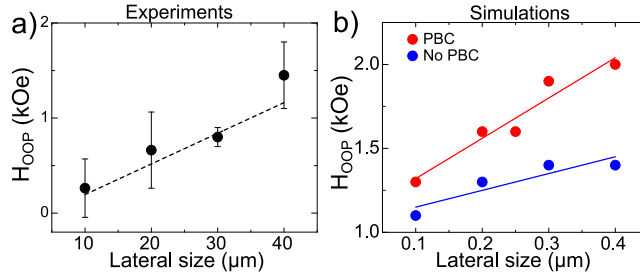 a)
Experiments
H_OOP (kOe)
2
1
0
10 20 30 40
Lateral size (µm)
b)
Simulations
PBC
No PBC
H_OOP (kOe)
2.0
1.5
1.0
0.1 0.2 0.3 0.4
Lateral size (µm)